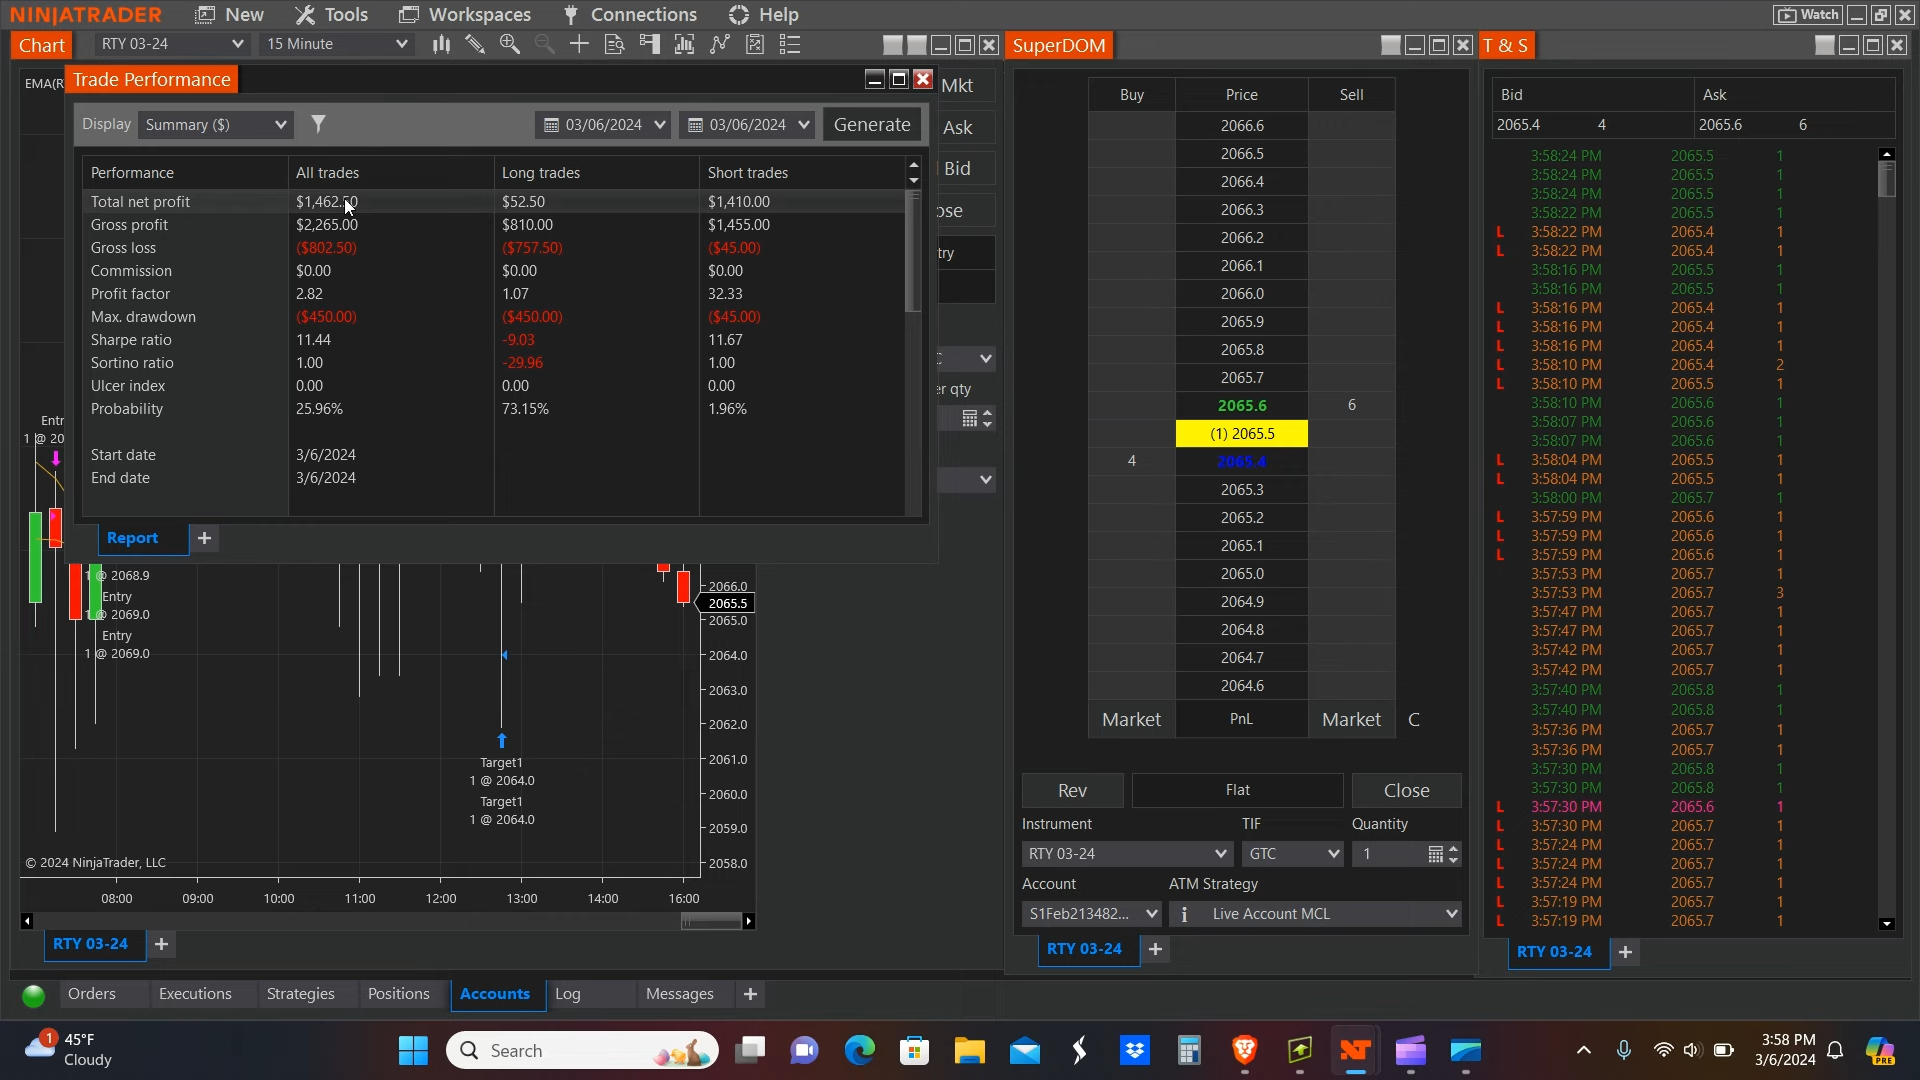 NINJATRADER New Tools Workspaces Connections Help Watch
Chart RTY 03-24 15 Minute
SuperDOM
T & S
EMA(R
Trade Performance
Display Summary ($) 03/06/2024 03/06/2024 Generate
Performance All trades Long trades Short trades
Total net profit $1,462.50 $52.50 $1,410.00
Gross profit $2,265.00 $810.00 $1,455.00
Gross loss ($802.50) ($757.50) ($45.00)
Commission $0.00 $0.00 $0.00
Profit factor 2.82 1.07 32.33
Max. drawdown ($450.00) ($450.00) ($45.00)
Sharpe ratio 11.44 -9.03 11.67
Sortino ratio 1.00 -29.96 1.00
Ulcer index 0.00 0.00 0.00
Probability 25.96% 73.15% 1.96%
Start date 3/6/2024
End date 3/6/2024
Report +
Mkt
Ask
Bid
ose
try
C
er qty
Entr
1 @ 20
1 @ 2068.9
Entry
1 @ 2069.0
Entry
1 @ 2069.0
Target1
1 @ 2064.0
Target1
1 @ 2064.0
2066.0
2065.5
2065.0
2064.0
2063.0
2062.0
2061.0
2060.0
2059.0
2058.0
© 2024 NinjaTrader, LLC
08:00 09:00 10:00 11:00 12:00 13:00 14:00 16:00
RTY 03-24 +
Buy Price Sell
2066.6
2066.5
2066.4
2066.3
2066.2
2066.1
2066.0
2065.9
2065.8
2065.7
2065.6 6
(1) 2065.5
4 2065.4
2065.3
2065.2
2065.1
2065.0
2064.9
2064.8
2064.7
2064.6
Market PnL Market C
Rev Flat Close
Instrument TIF Quantity
RTY 03-24 GTC 1
Account ATM Strategy
S1Feb213482... i Live Account MCL
RTY 03-24 +
Bid Ask
2065.4 4 2065.6 6
3:58:24 PM 2065.5 1
3:58:24 PM 2065.5 1
3:58:24 PM 2065.5 1
3:58:22 PM 2065.5 1
L 3:58:22 PM 2065.4 1
L 3:58:22 PM 2065.4 1
3:58:16 PM 2065.5 1
3:58:16 PM 2065.5 1
L 3:58:16 PM 2065.4 1
L 3:58:16 PM 2065.4 1
L 3:58:16 PM 2065.4 1
L 3:58:10 PM 2065.4 2
L 3:58:10 PM 2065.5 1
3:58:10 PM 2065.6 1
3:58:07 PM 2065.6 1
3:58:07 PM 2065.6 1
L 3:58:04 PM 2065.5 1
L 3:58:04 PM 2065.5 1
3:58:00 PM 2065.7 1
L 3:57:59 PM 2065.6 1
L 3:57:59 PM 2065.6 1
L 3:57:59 PM 2065.6 1
3:57:53 PM 2065.7 1
3:57:53 PM 2065.7 3
3:57:47 PM 2065.7 1
3:57:47 PM 2065.7 1
3:57:42 PM 2065.7 1
3:57:42 PM 2065.7 1
3:57:40 PM 2065.8 1
3:57:40 PM 2065.8 1
3:57:36 PM 2065.7 1
3:57:36 PM 2065.7 1
3:57:30 PM 2065.8 1
3:57:30 PM 2065.8 1
L 3:57:30 PM 2065.6 1
L 3:57:30 PM 2065.7 1
L 3:57:24 PM 2065.7 1
L 3:57:24 PM 2065.7 1
L 3:57:24 PM 2065.7 1
L 3:57:19 PM 2065.7 1
L 3:57:19 PM 2065.7 1
RTY 03-24 +
Orders Executions Strategies Positions Accounts Log Messages +
1 45°F
Cloudy
Search
NT
3:58 PM
3/6/2024
PRE